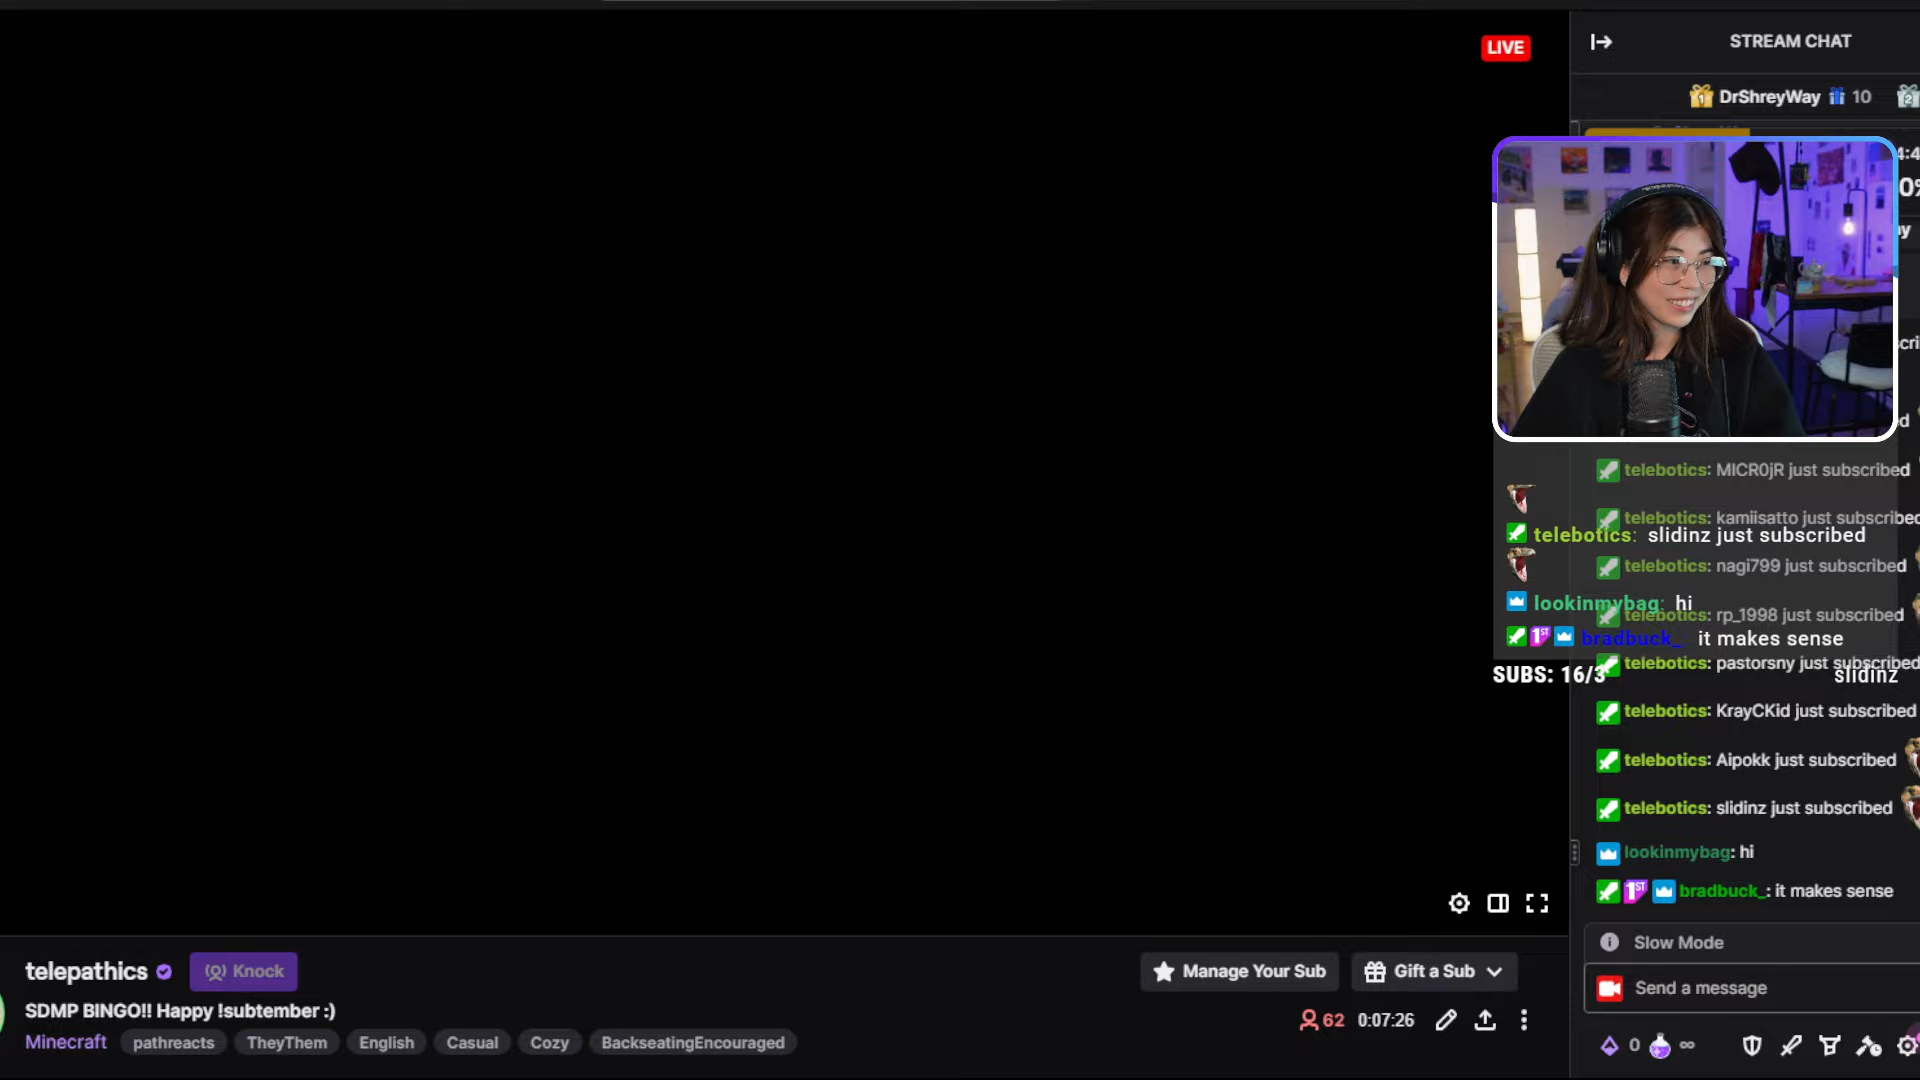 LIVE
STREAM CHAT
DrShreyWay 10
telebotics: MICR0jR just subscribed
telebotics: kamiisatto just subscribed
telebotics: slidinz just subscribed
telebotics: nagi799 just subscribed
lookinmybag: hi
telebotics: rp_1998 just subscribed
1ST bradbuck_ it makes sense
telebotics: pastorsny just subscribed
SUBS: 16/3
slidinz
telebotics: KrayCKid just subscribed
telebotics: Aipokk just subscribed
telebotics: slidinz just subscribed
lookinmybag: hi
1ST bradbuck_: it makes sense
Slow Mode
Send a message
0 ∞
telepathics Knock
Manage Your Sub Gift a Sub
SDMP BINGO!! Happy !subtember :)
62 0:07:26
Minecraft pathreacts TheyThem English Casual Cozy BackseatingEncouraged